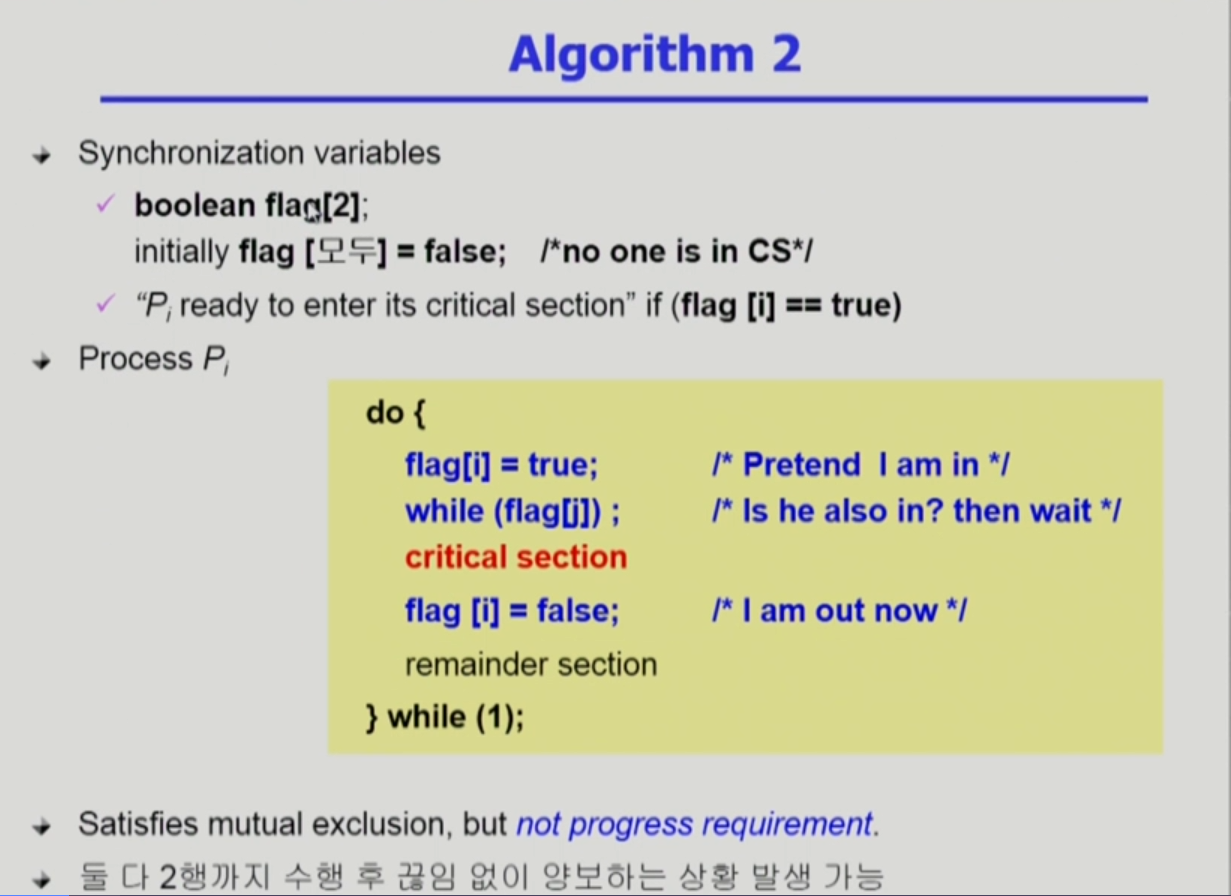 Algorithm 2
Synchronization variables
boolean flag[2];
initially flag [모두] = false; /*no one is in CS*/
“Pi ready to enter its critical section” if (flag [i] == true)
Process Pi
do {
flag[i] = true; /* Pretend I am in */
while (flag[j]) ; /* Is he also in? then wait */
critical section
flag [i] = false; /* I am out now */
remainder section
} while (1);
Satisfies mutual exclusion, but not progress requirement.
둘 다 2행까지 수행 후 끊임 없이 양보하는 상황 발생 가능